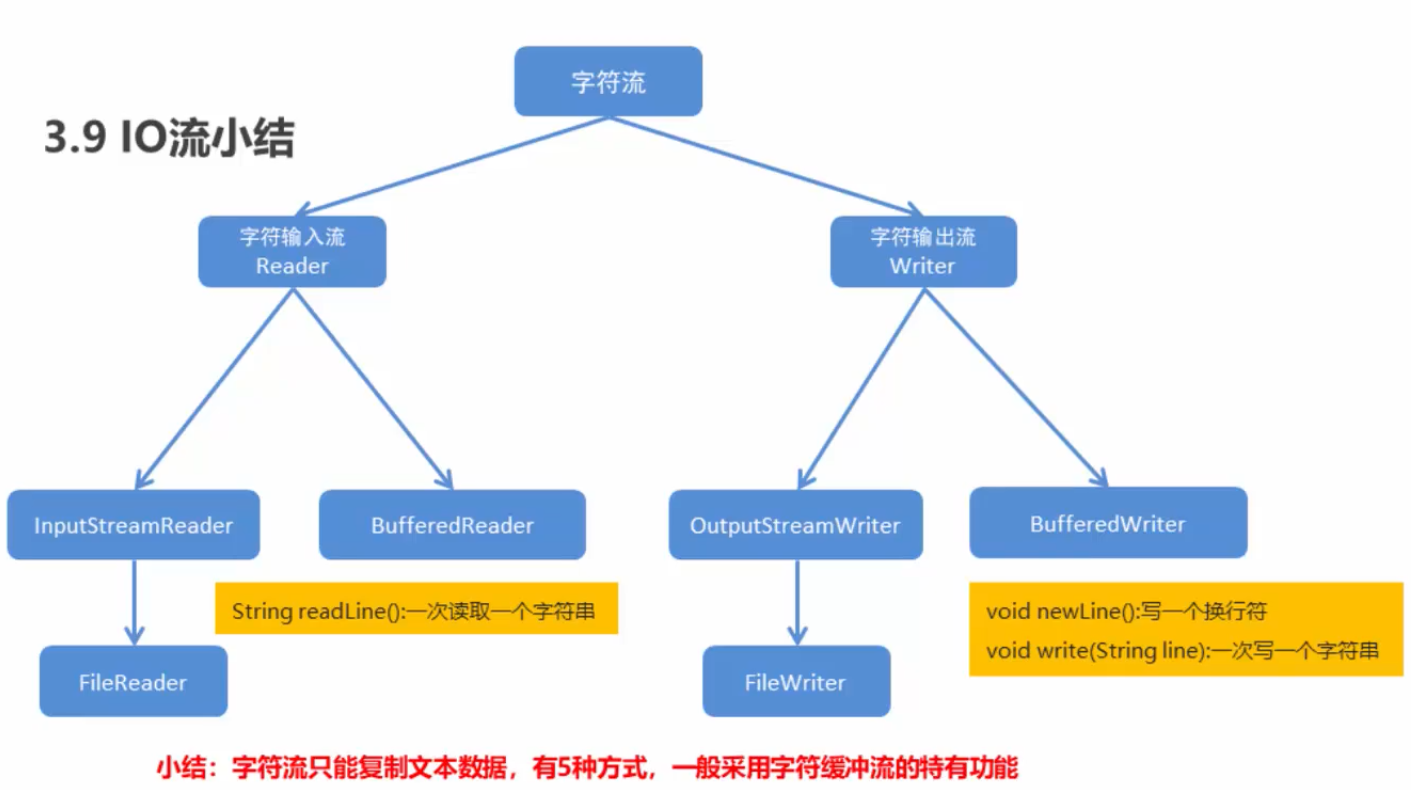 字符流
3.9 IO流小结
字符输入流
Reader
字符输出流
Writer
InputStreamReader
BufferedReader
OutputStreamWriter
BufferedWriter
String readLine():一次读取一个字符串
void newLine():写一个换行符
void write(String line):一次写一个字符串
FileReader
FileWriter
小结：字符流只能复制文本数据，有5种方式，一般采用字符缓冲流的特有功能